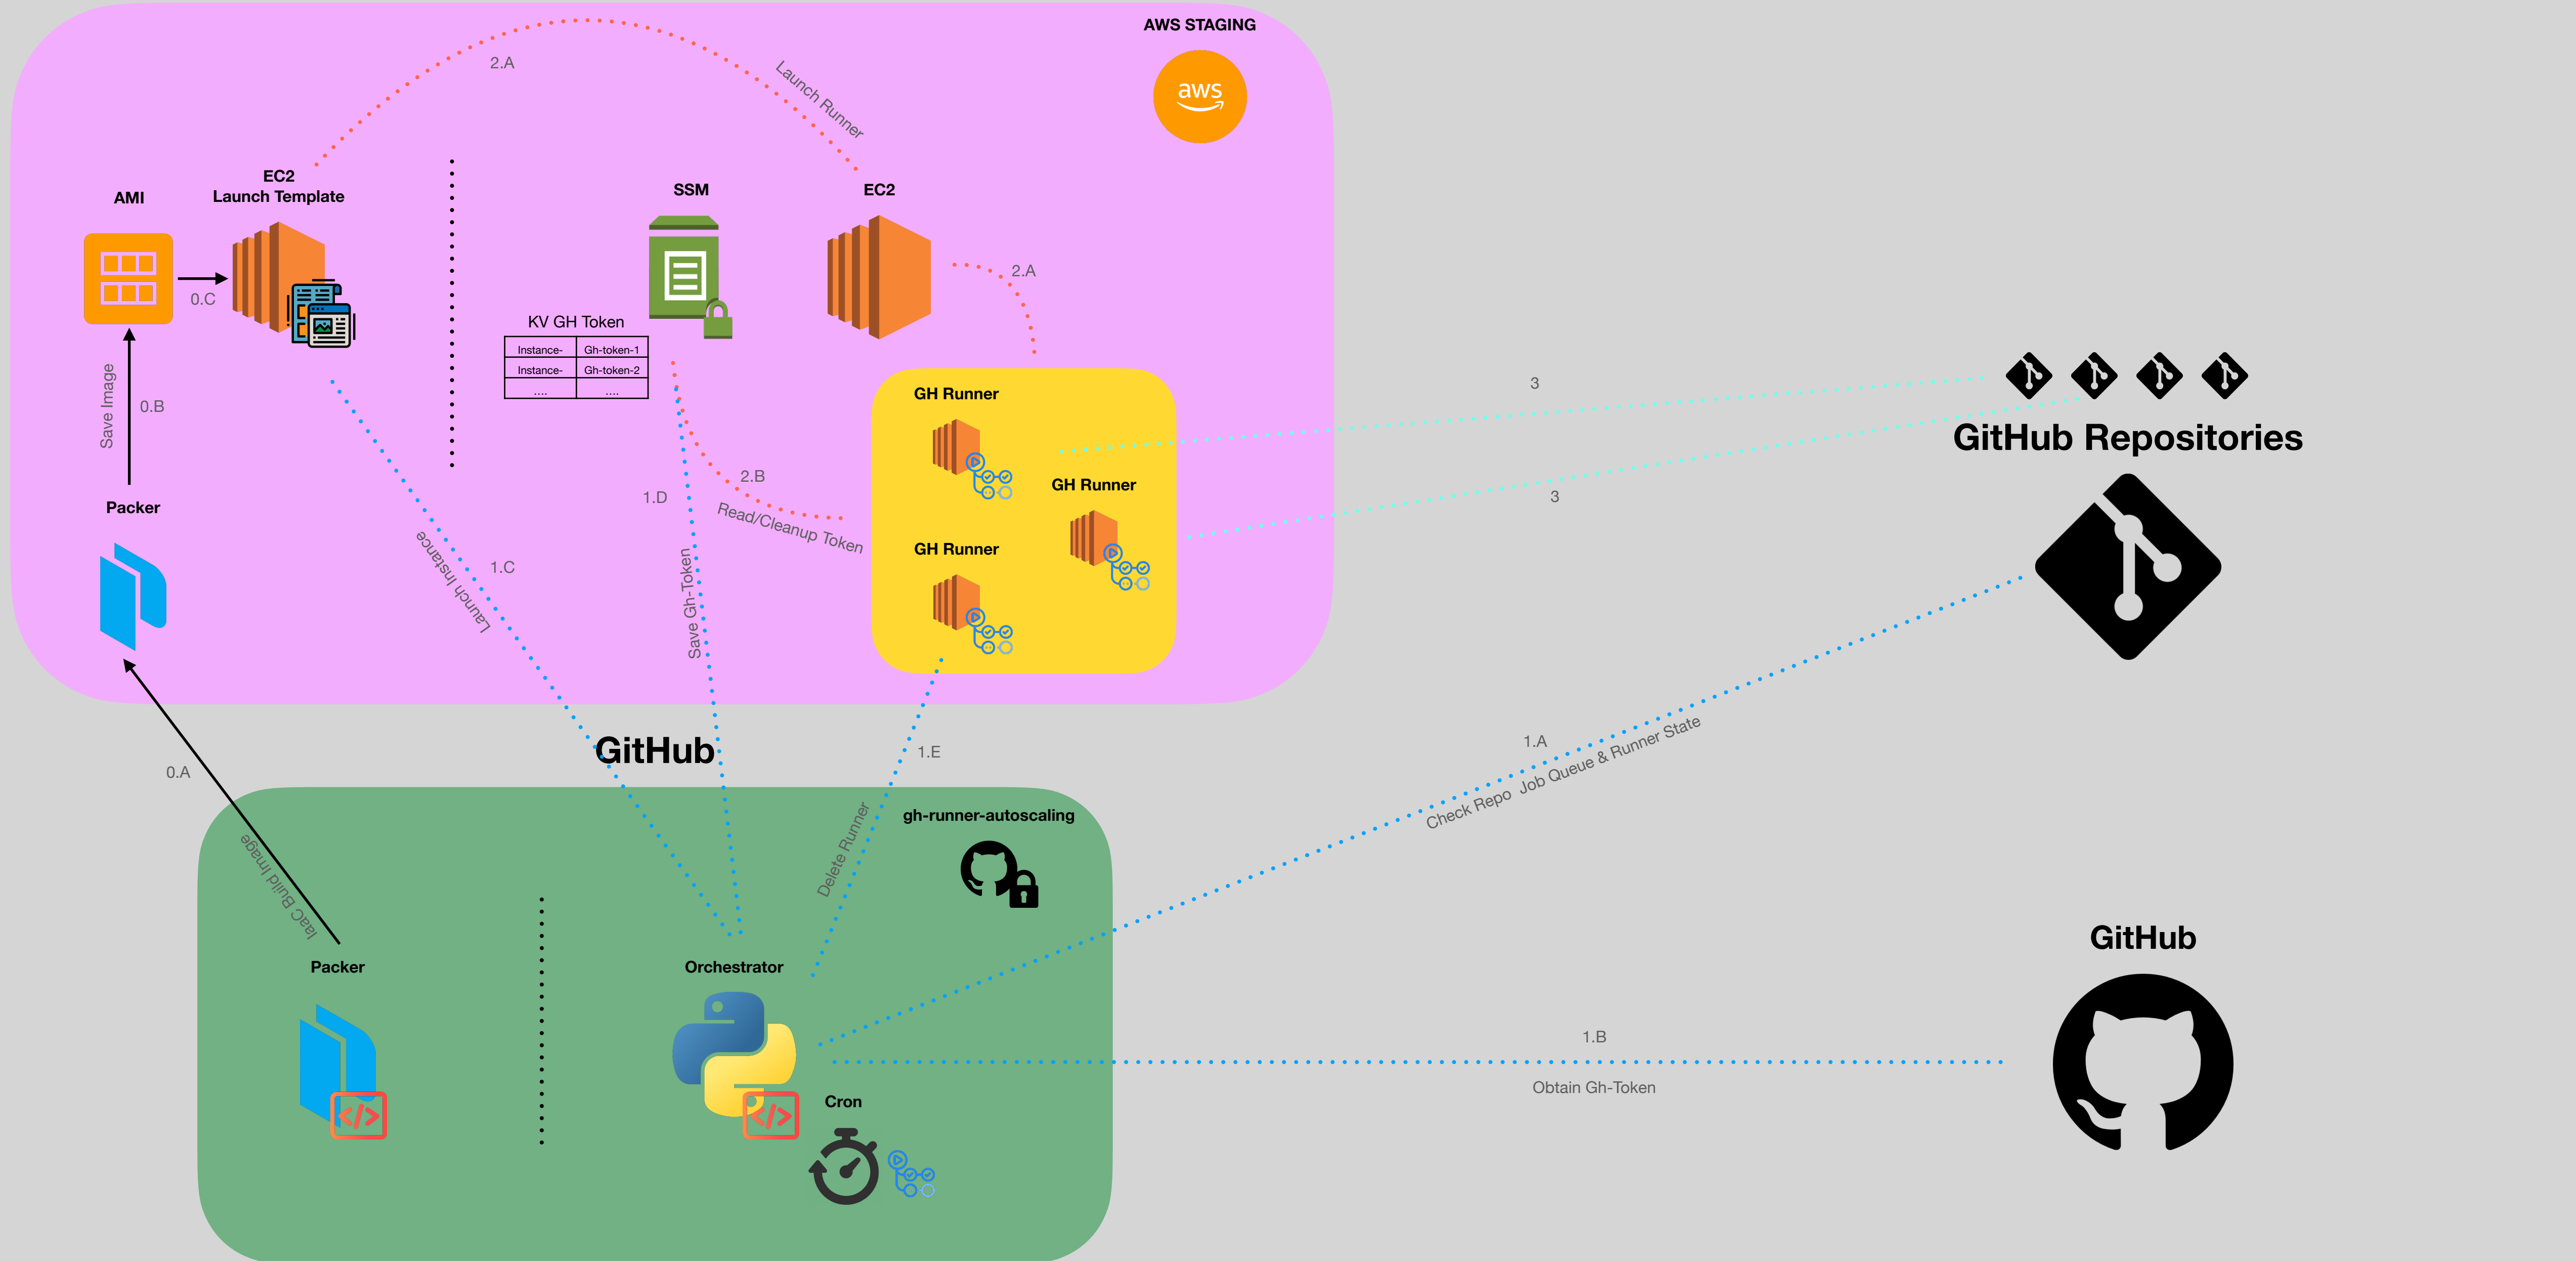 AWS STAGING
aws
2.A
Launch Runner
EC2
Launch Template
AMI
SSM
EC2
0.C
2.A
KV GH Token
Instance- Gh-token-1
Instance- Gh-token-2
.... ....
Save Image
0.B
GH Runner
GH Runner
GH Runner
3
3
GitHub Repositories
2.B
Read/Cleanup Token
1.D
Save Gh-Token
Packer
Launch Instance
1.C
GitHub
1.E
Delete Runner
0.A
IaaC Build Image
1.A
Check Repo Job Queue & Runner State
gh-runner-autoscaling
Packer
Orchestrator
</>
</>
Cron
GitHub
1.B
Obtain Gh-Token